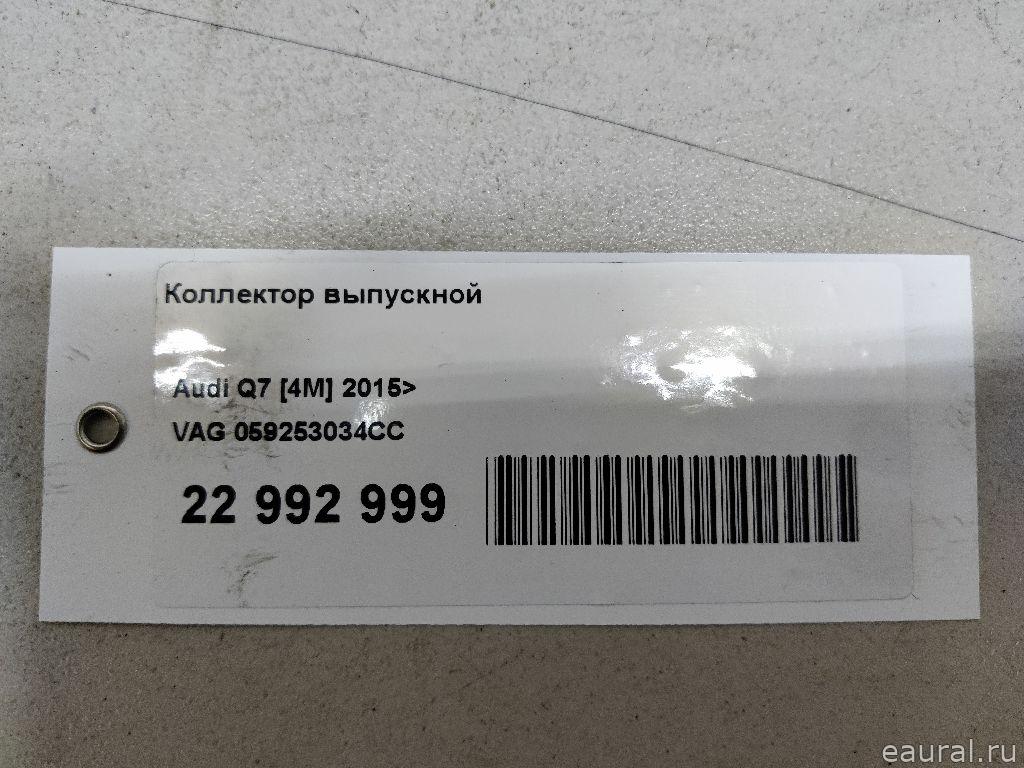 Коллектор выпускной
Audi Q7 [4M] 2015>
VAG 059253034CC
22 992 999
eaural.ru